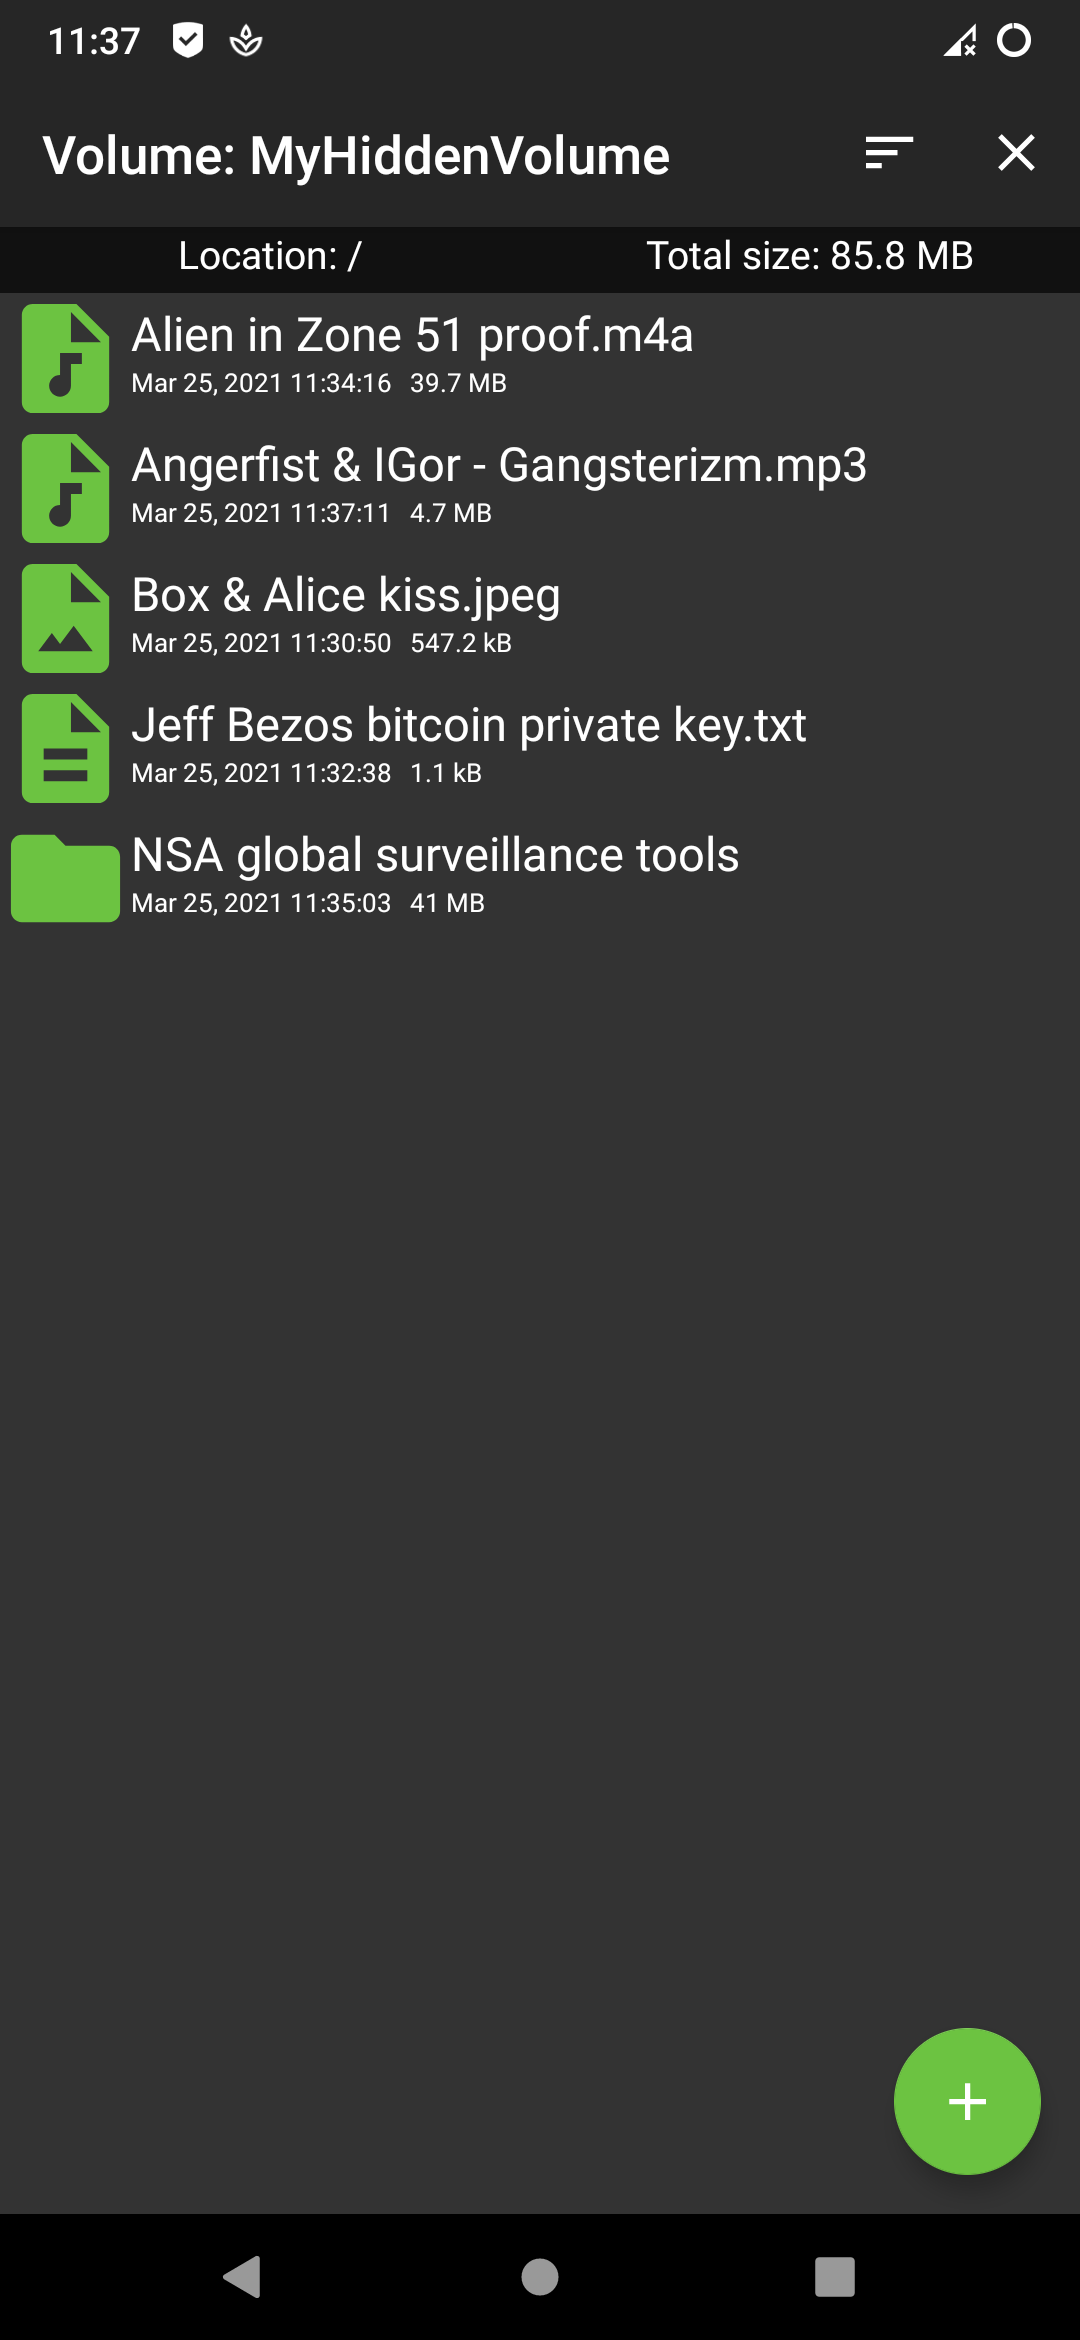 11:37
Volume: MyHiddenVolume
Location: / Total size: 85.8 MB
Alien in Zone 51 proof.m4a
Mar 25, 2021 11:34:16 39.7 MB
Angerfist & IGor - Gangsterizm.mp3
Mar 25, 2021 11:37:11 4.7 MB
Box & Alice kiss.jpeg
Mar 25, 2021 11:30:50 547.2 kB
Jeff Bezos bitcoin private key.txt
Mar 25, 2021 11:32:38 1.1 kB
NSA global surveillance tools
Mar 25, 2021 11:35:03 41 MB